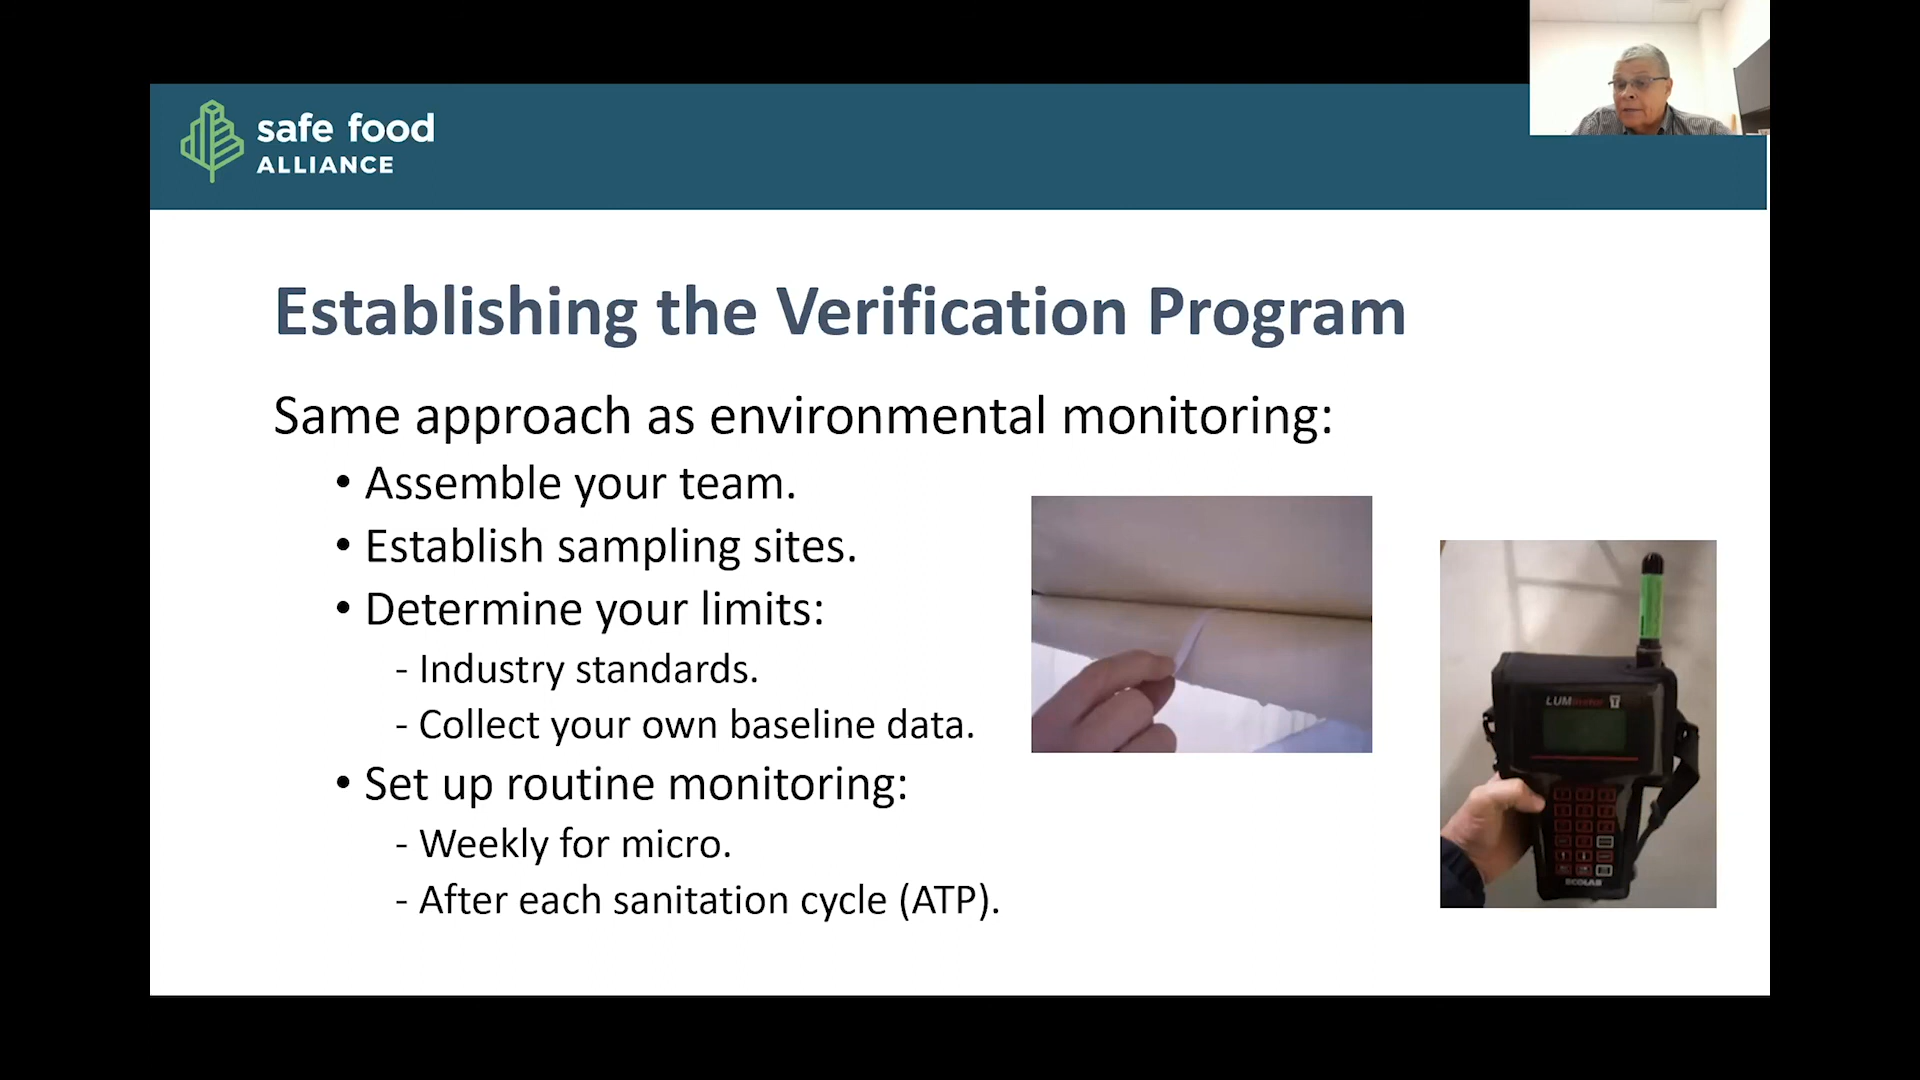 safe food
ALLIANCE
Establishing the Verification Program
Same approach as environmental monitoring:
• Assemble your team.
• Establish sampling sites.
• Determine your limits:
- Industry standards.
- Collect your own baseline data.
• Set up routine monitoring:
- Weekly for micro.
- After each sanitation cycle (ATP).
ECOLAB